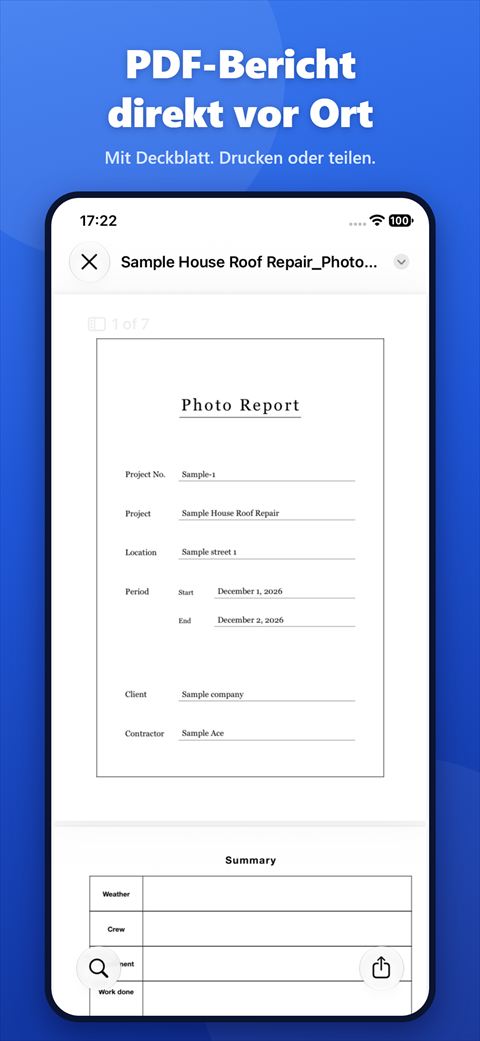 PDF-Bericht
direkt vor Ort
Mit Deckblatt. Drucken oder teilen.
17:22
100
Sample House Roof Repair_Photo...
1 of 7
Photo Report
Project No. Sample-1
Project Sample House Roof Repair
Location Sample street 1
Period Start December 1, 2026
End December 2, 2026
Client Sample company
Contractor Sample Ace
Summary
Weather
Crew
Work done